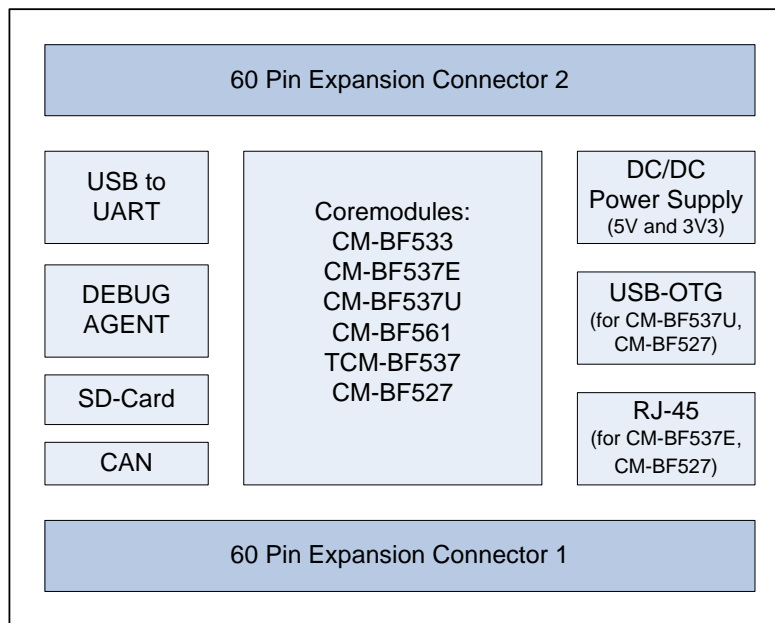 60 Pin Expansion Connector 2
USB to
UART
DEBUG
AGENT
SD-Card
CAN
Coremodules:
CM-BF533
CM-BF537E
CM-BF537U
CM-BF561
TCM-BF537
CM-BF527
DC/DC
Power Supply
(5V and 3V3)
USB-OTG
(for CM-BF537U,
CM-BF527)
RJ-45
(for CM-BF537E,
CM-BF527)
60 Pin Expansion Connector 1